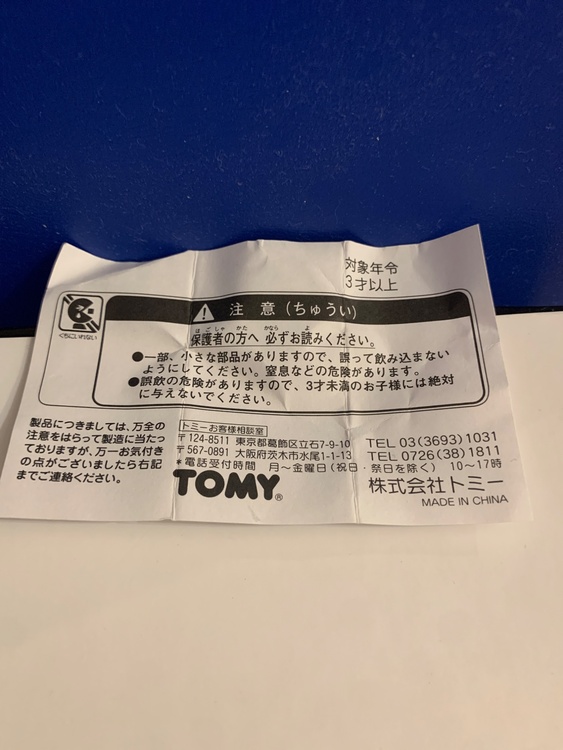 対象年令
3才以上
くちにいれない
注意(ちゅうい)
保護者の方へ 必ずお読みください。
ほごしゃ かた かなら よ
●一部、小さな部品がありますので、誤って飲み込まない
ようにしてください。窒息などの危険があります。
●誤飲の危険がありますので、3才未満のお子様には絶対
に与えないでください。
製品につきましては、万全の
注意をはらって製造に当たっ
ておりますが、万一お気付き
の点がございましたら右記
までご連絡ください。
トミーお客様相談室
〒124-8511 東京都葛飾区立石7-9-10 TEL 03(3693)1031
〒567-0891 大阪府茨木市水尾1-1-13 TEL 0726(38)1811
*電話受付時間 月~金曜日(祝日・祭日を除く) 10~17時
TOMY® 株式会社トミー
MADE IN CHINA